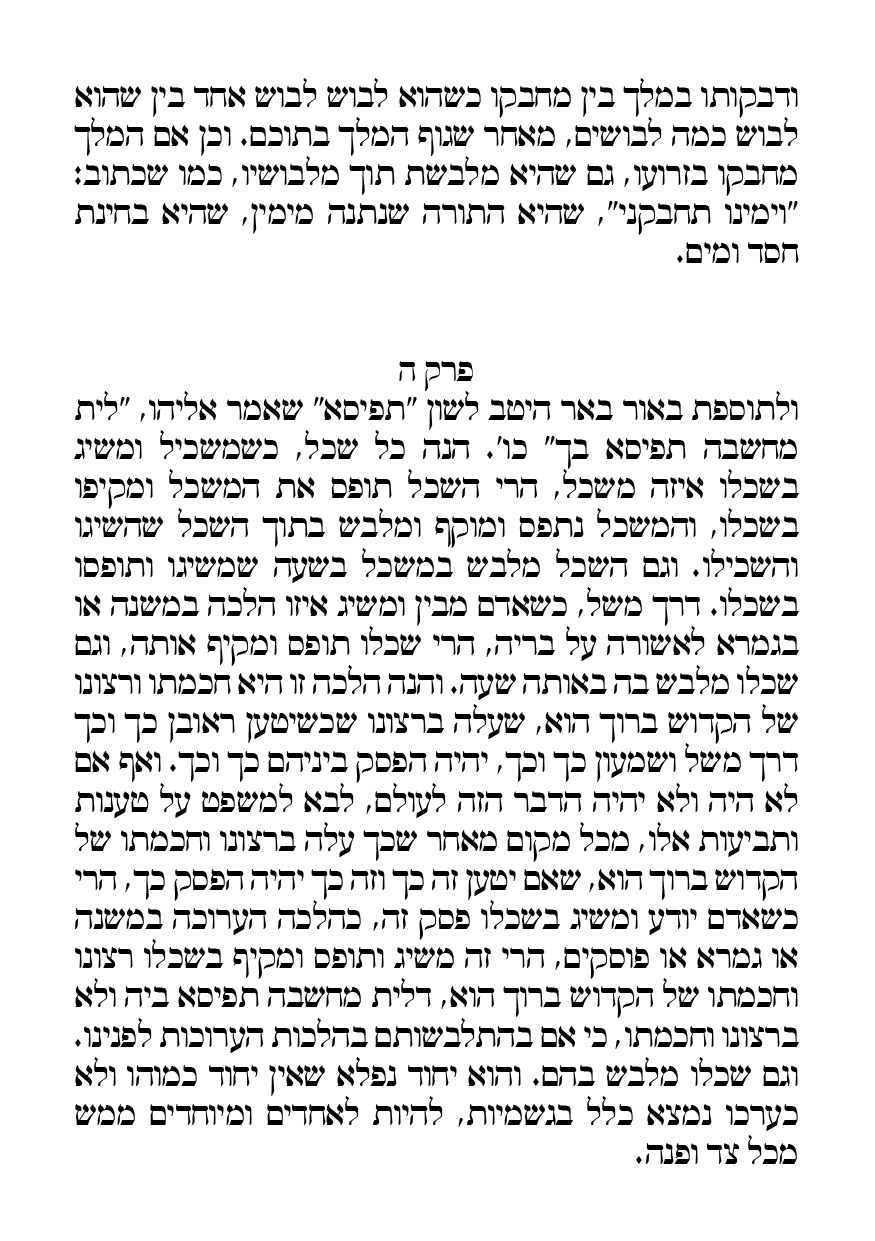 ודבקותו במלך בין מחבקו כשהוא לבוש לבוש אחד בין שהוא
לבוש כמה לבושים, מאחר שגוף המלך בתוכם. וכן אם המלך
מחבקו בזרועו, גם שהיא מלבשת תוך מלבושיו, כמו שכתוב:
"וימינו תחבקני", שהיא התורה שנתנה מימין, שהיא בחינת
חסד ומים.
פרק ה
ולתוספת באור באר היטב לשון "תפיסא" שאמר אליהו, "לית
מחשבה תפיסא בך" כו'. הנה כל שכל, כשמשכיל ומשיג
בשכלו איזה משכל, הרי השכל תופס את המשכל ומקיפו
בשכלו, והמשכל נתפס ומוקף ומלבש בתוך השכל שהשיגו
והשכילו. וגם השכל מלבש במשכל בשעה שמשיגו ותופסו
בשכלו. דרך משל, כשאדם מבין ומשיג איזו הלכה במשנה או
בגמרא לאשורה על בריה, הרי שכלו תופס ומקיף אותה, וגם
שכלו מלבש בה באותה שעה. והנה הלכה זו היא חכמתו ורצונו
של הקדוש ברוך הוא, שעלה ברצונו שכשיטען ראובן כך וכך
דרך משל ושמעון כך וכך, יהיה הפסק ביניהם כך וכך. ואף אם
לא היה ולא יהיה הדבר הזה לעולם, לבא למשפט על טענות
ותביעות אלו, מכל מקום מאחר שכך עלה ברצונו וחכמתו של
הקדוש ברוך הוא, שאם יטען זה כך וזה כך יהיה הפסק כך, הרי
כשאדם יודע ומשיג בשכלו פסק זה, כהלכה הערוכה במשנה
או גמרא או פוסקים, הרי זה משיג ותופס ומקיף בשכלו רצונו
וחכמתו של הקדוש ברוך הוא, דלית מחשבה תפיסא ביה ולא
ברצונו וחכמתו, כי אם בהתלבשותם בהלכות הערוכות לפנינו.
וגם שכלו מלבש בהם. והוא יחוד נפלא שאין יחוד כמוהו ולא
כערכו נמצא כלל בגשמיות, להיות לאחדים ומיוחדים ממש
מכל צד ופנה.